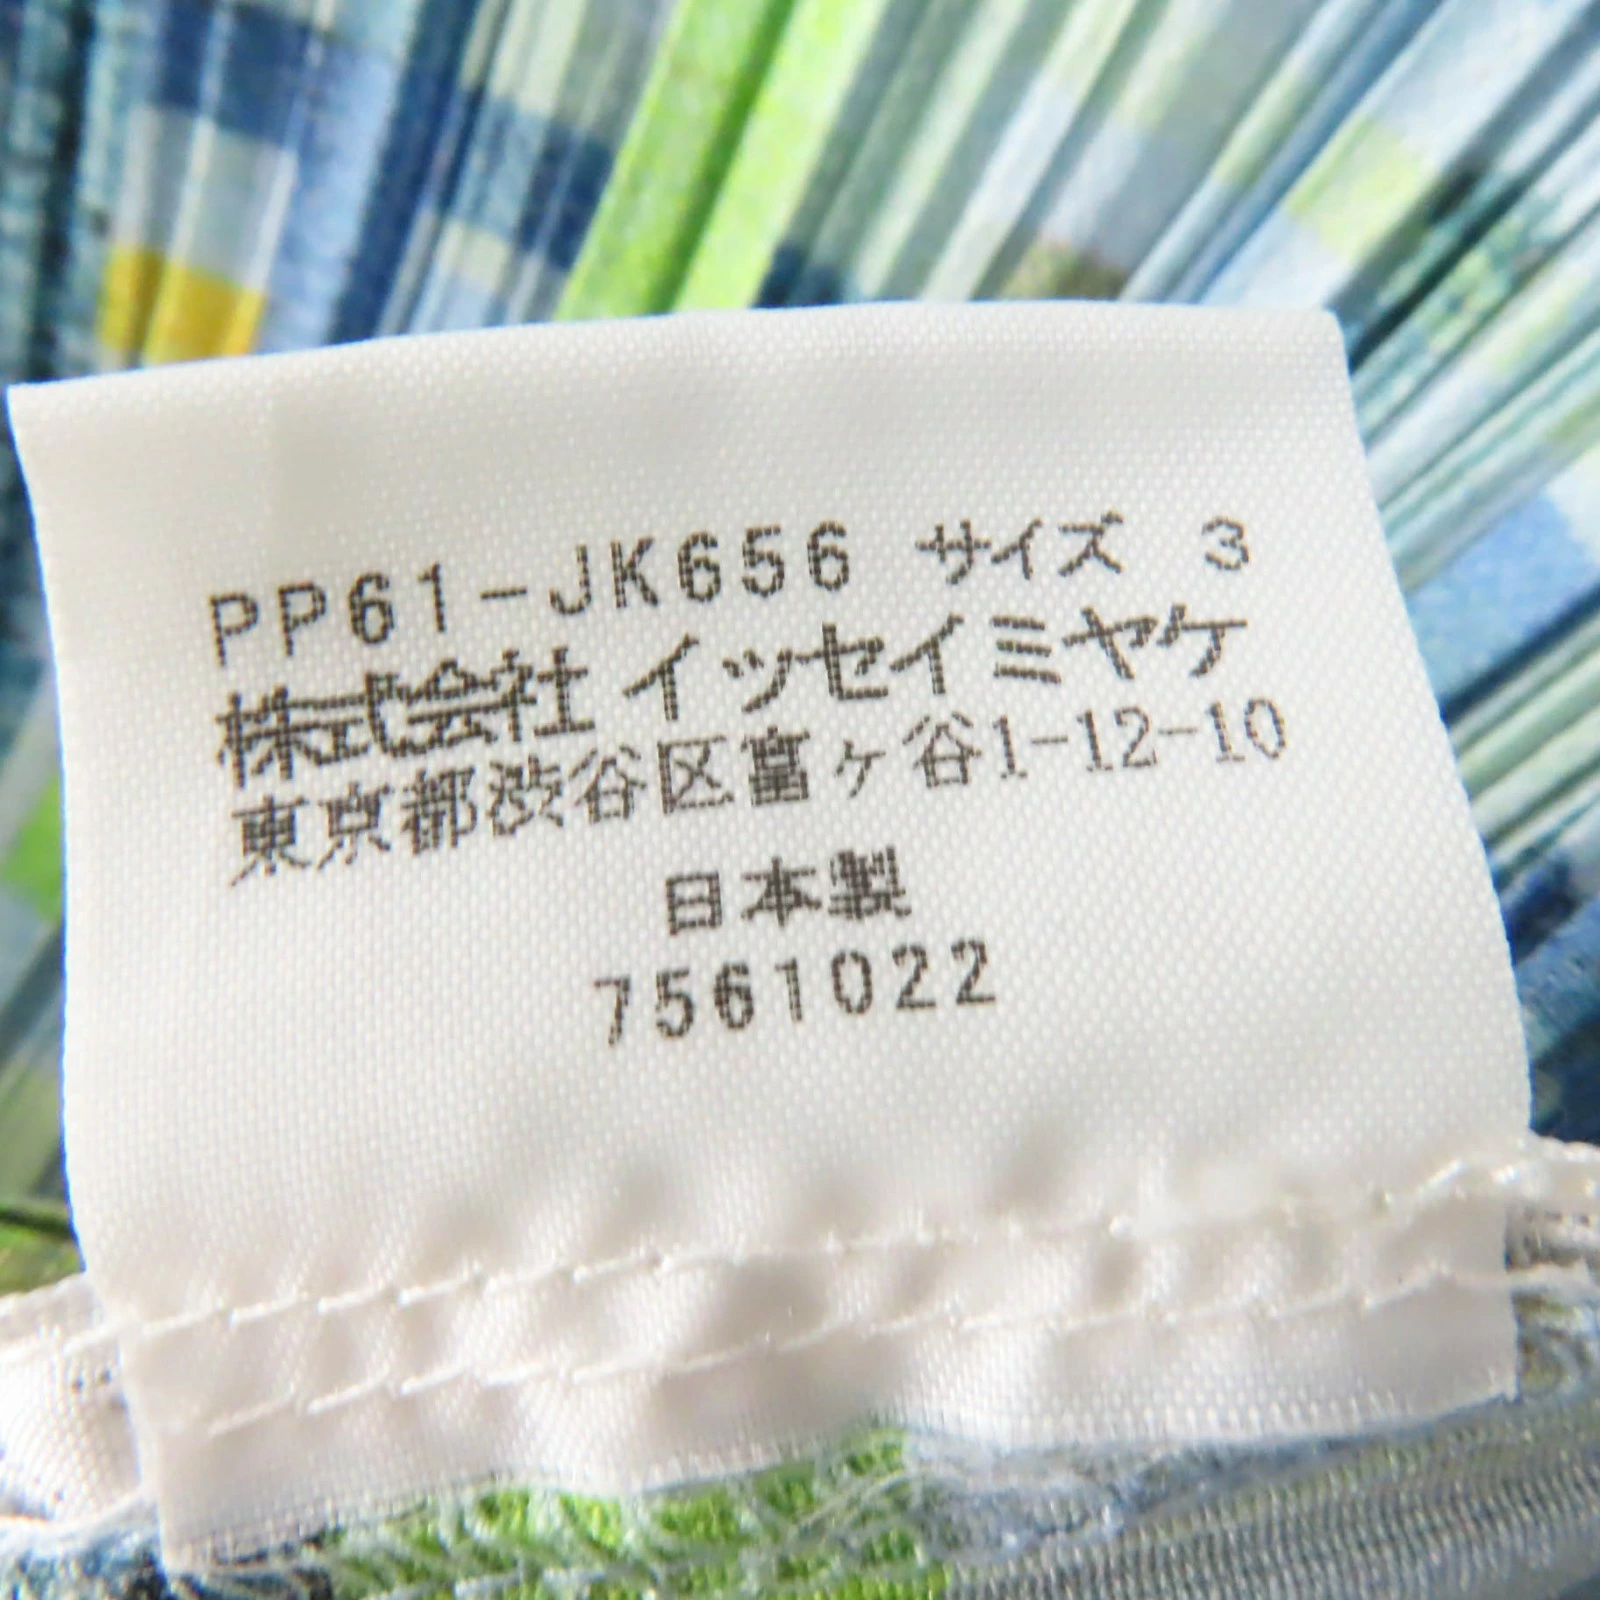 PP61-JK656 サイズ 3
株式会社イッセイミヤケ
東京都渋谷区富ヶ谷1-12-10
日本製
7561022